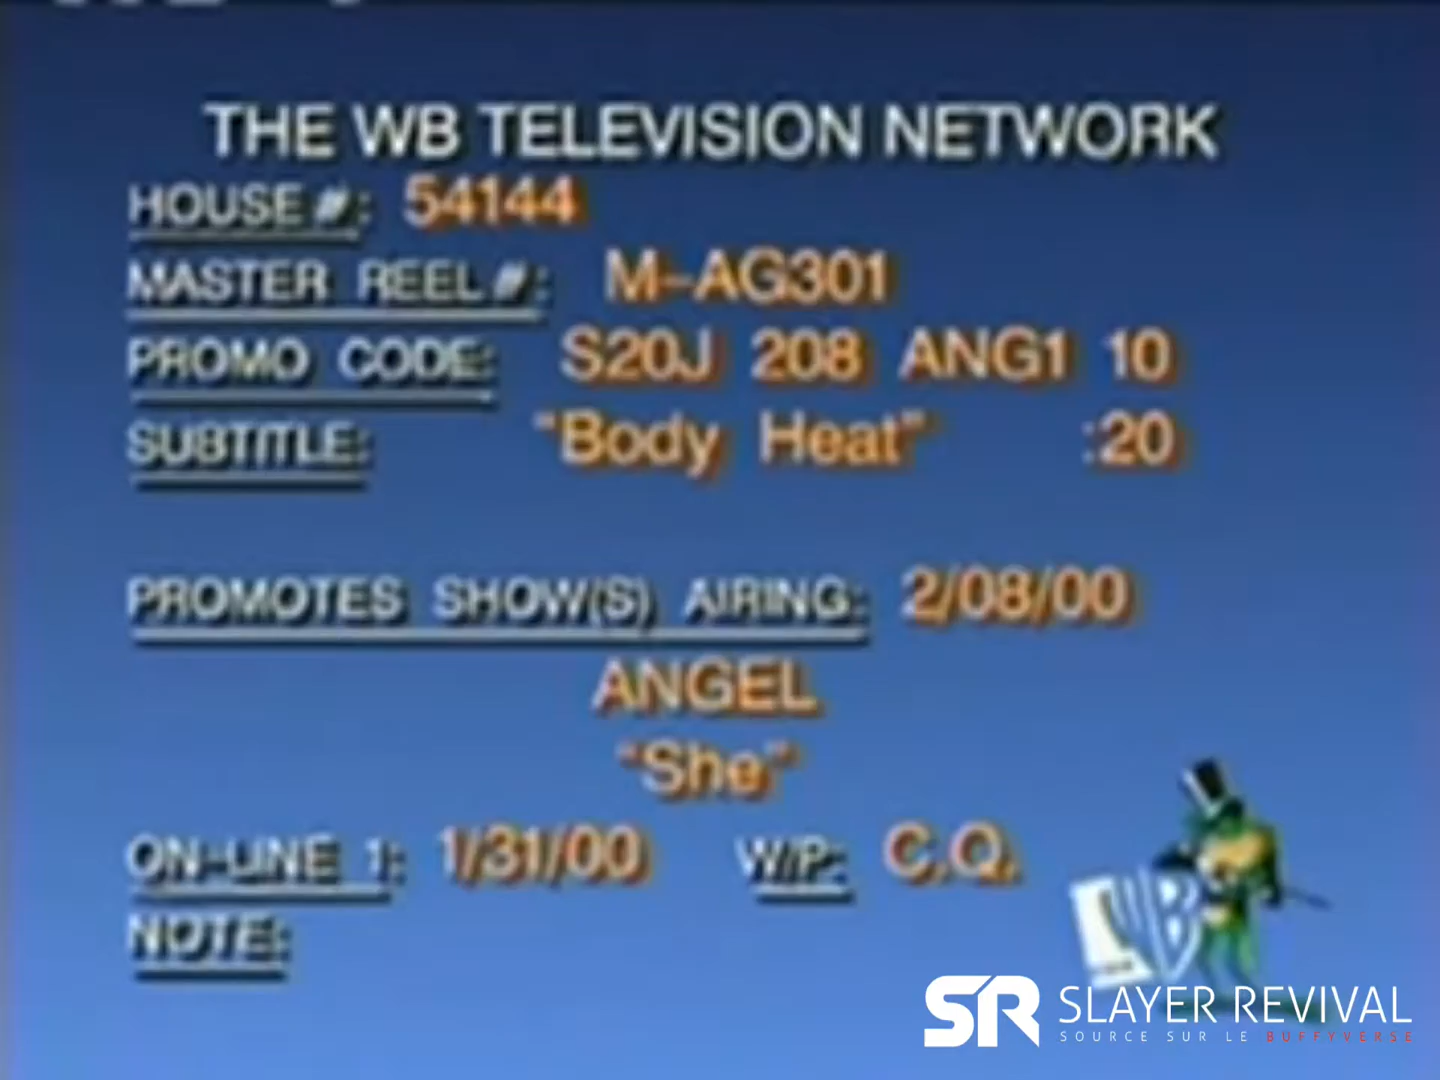 THE WB TELEVISION NETWORK
HOUSE #: 54144
MASTER REEL #: M-AG301
PROMO CODE: S20J 208 ANG1 10
SUBTITLE: "Body Heat" :20
PROMOTES SHOW(S) AIRING: 2/08/00
ANGEL
"She"
ON-LINE 1: 1/31/00 W/P: C.Q.
NOTE:
WB
SR SLAYER REVIVAL
SOURCE SUR LE BUFFYVERSE